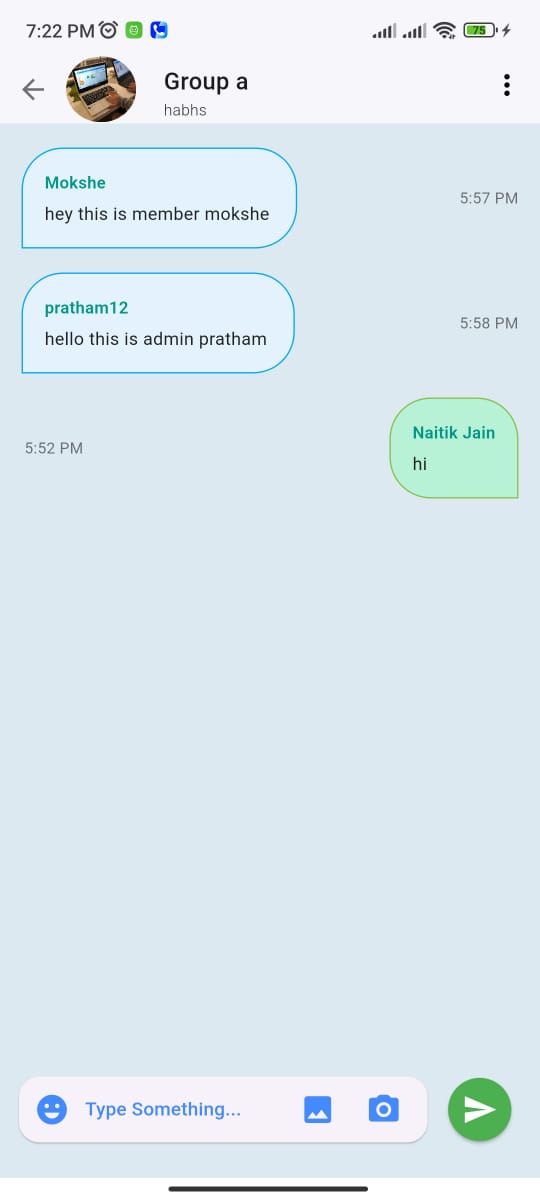 7:22 PM
75
Group a
habhs
Mokshe
hey this is member mokshe
5:57 PM
pratham12
hello this is admin pratham
5:58 PM
5:52 PM
Naitik Jain
hi
Type Something...